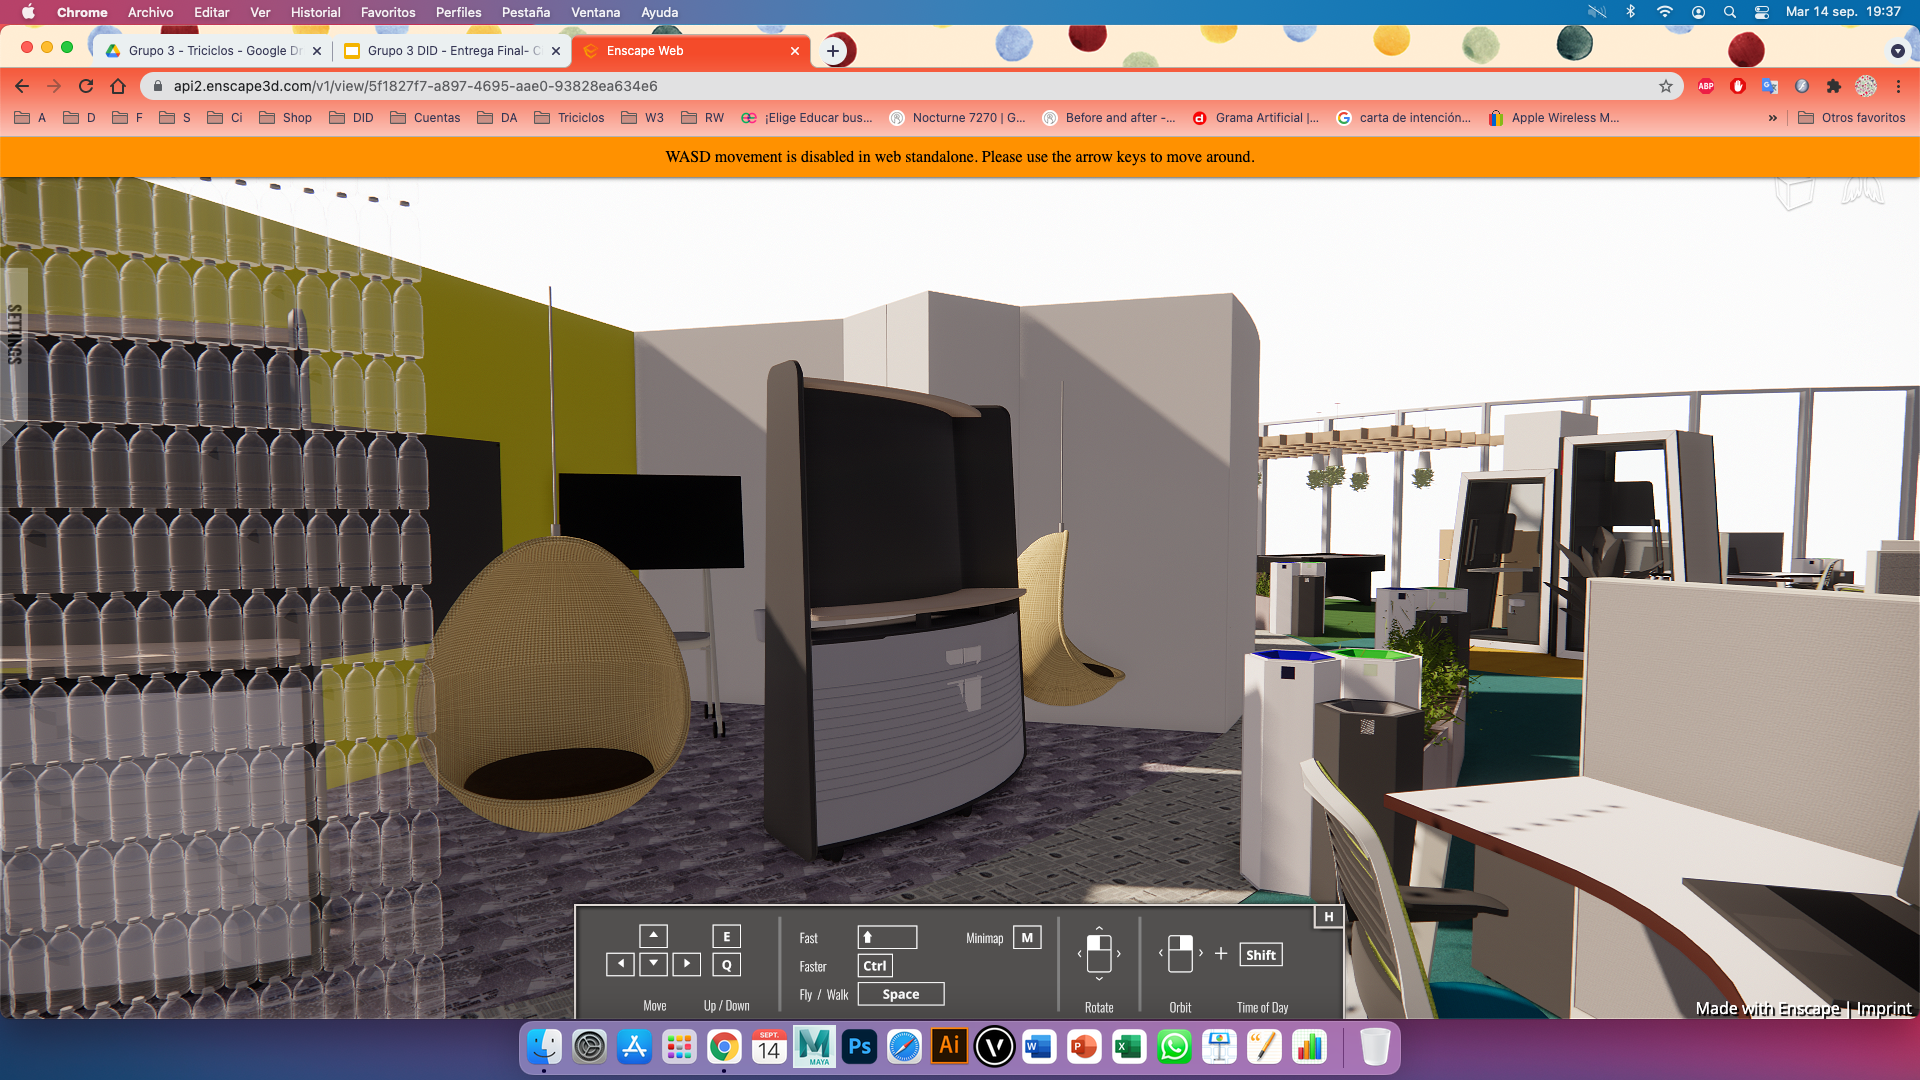 Chrome Archivo Editar Ver Historial Favoritos Perfiles Pestaña Ventana Ayuda Mar 14 sep. 19:37
Grupo 3 - Triciclos - Google Dr Grupo 3 DID - Entrega Final- C Enscape Web
api2.enscape3d.com/v1/view/5f1827f7-a897-4695-aae0-93828ea634e6 ABP
A D F S Ci Shop DID Cuentas DA Triciclos W3 RW ¡Elige Educar bus... Nocturne 7270 | G... Before and after -... Grama Artificial |... carta de intención... Apple Wireless M... » Otros favoritos
WASD movement is disabled in web standalone. Please use the arrow keys to move around.
SETTINGS
H
E
Q
Move
Up / Down
Fast
Faster Ctrl
Fly / Walk Space
Minimap M
Rotate
Orbit
+ Shift
Time of Day
Made with Enscape | Imprint
SEPT. 14
MAYA
Ps
Ai
W
P
X